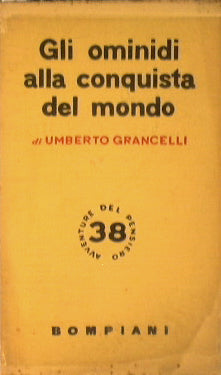 Gli ominidi
alla conquista
del mondo
di UMBERTO GRANCELLI
AVVENTURE DEL PENSIERO
38
BOMPIANI